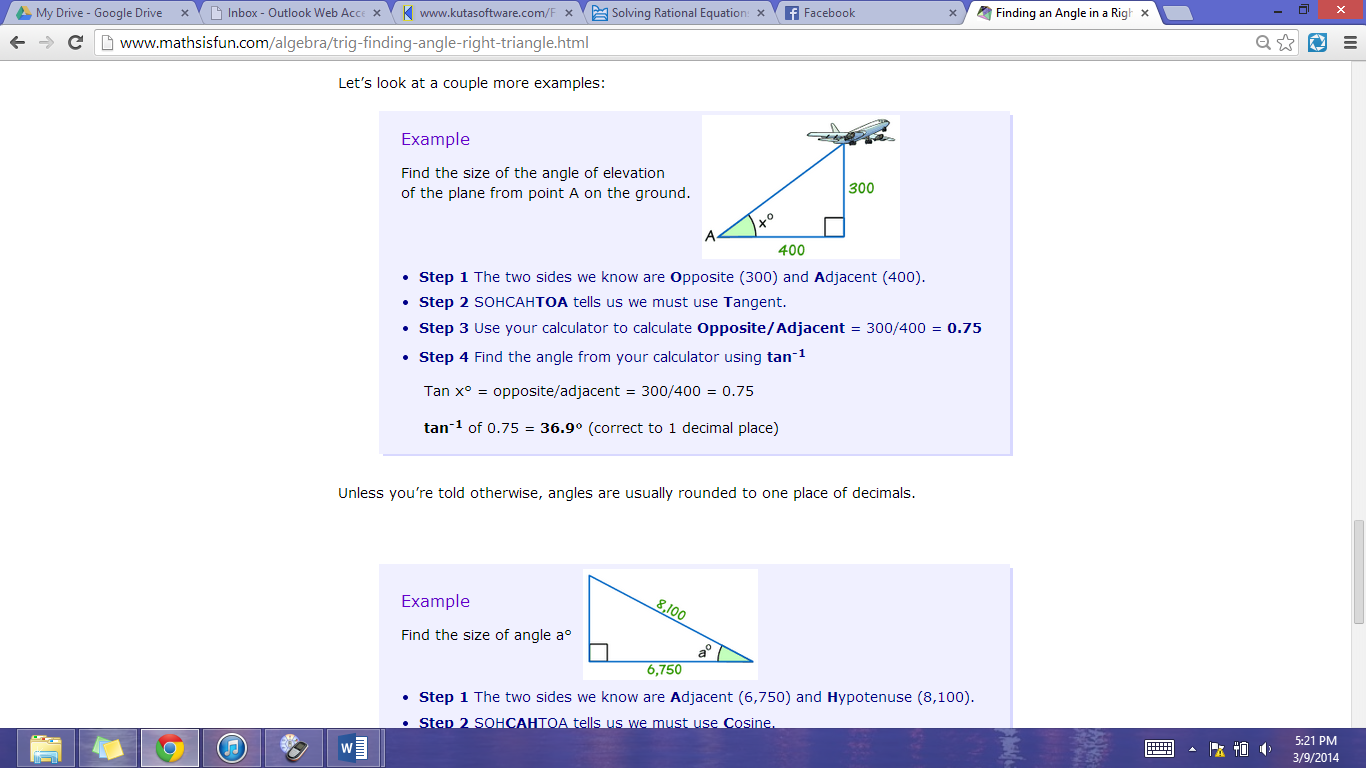 My Drive - Google Drive
Inbox - Outlook Web Acce
www.kutasoftware.com/F
Solving Rational Equation
Facebook
Finding an Angle in a Righ
www.mathsisfun.com/algebra/trig-finding-angle-right-triangle.html
Let's look at a couple more examples:
Example
Find the size of the angle of elevation
of the plane from point A on the ground.
300
x°
A
400
• Step 1 The two sides we know are Opposite (300) and Adjacent (400).
• Step 2 SOHCAHTOA tells us we must use Tangent.
• Step 3 Use your calculator to calculate Opposite/Adjacent = 300/400 = 0.75
• Step 4 Find the angle from your calculator using tan⁻¹
Tan x° = opposite/adjacent = 300/400 = 0.75
tan⁻¹ of 0.75 = 36.9° (correct to 1 decimal place)
Unless you're told otherwise, angles are usually rounded to one place of decimals.
Example
Find the size of angle a°
8,100
a°
6,750
• Step 1 The two sides we know are Adjacent (6,750) and Hypotenuse (8,100).
• Step 2 SOHCAHTOA tells us we must use Cosine.
5:21 PM
3/9/2014